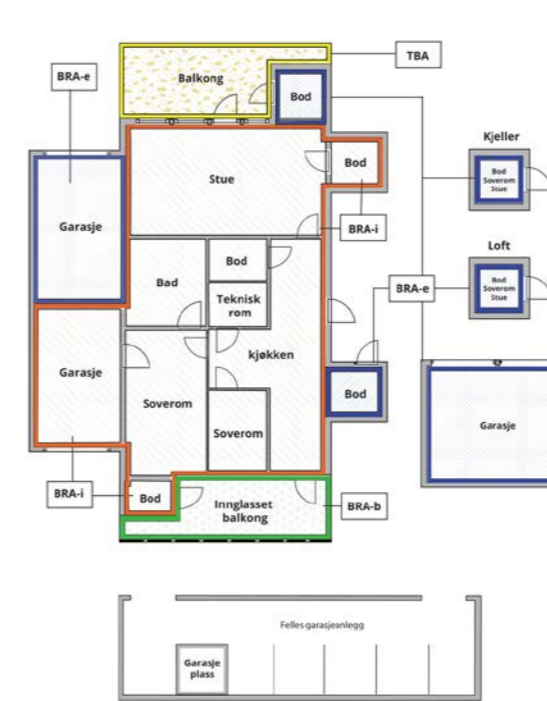 TBA
BRA-e
Balkong
Bod
Kjeller
Stue
Bod
Bod
Soverom
Stue
Garasje
BRA-i
Loft
Bod
Bad
Teknisk
rom
BRA-e
Bod
Soverom
Stue
kjøkken
Garasje
Bod
Soverom
Garasje
Soverom
BRA-i
Bod
Innglasset
balkong
BRA-b
Felles garasjeanlegg
Garasje
plass